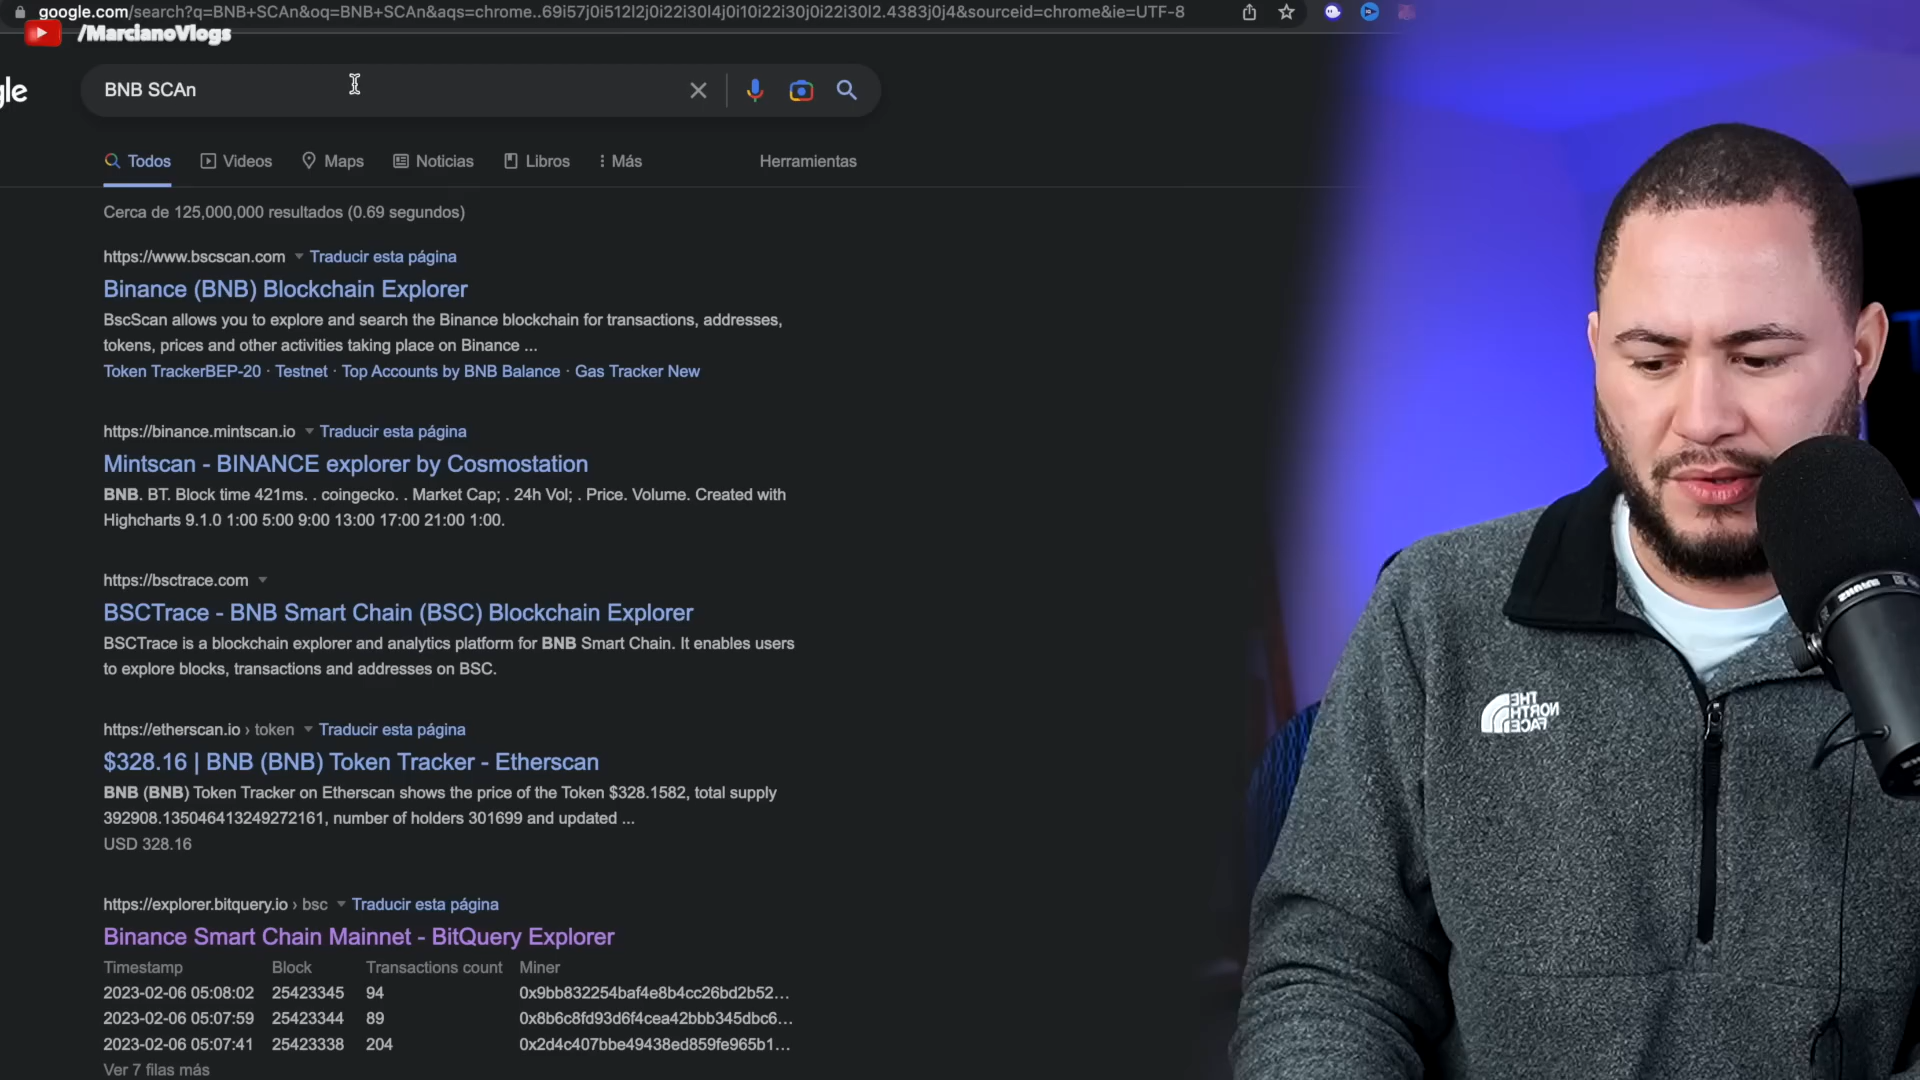 google.com/search?q=BNB+SCAn&oq=BNB+SCAn&aqs=chrome..69i57j0i512l2j0i22i30l4j0i10i22i30j0i22i30l2.4383j0j4&sourceid=chrome&ie=UTF-8
/MarcianoVlogs
gle
BNB SCAn
Todos Videos Maps Noticias Libros Más Herramientas
Cerca de 125,000,000 resultados (0.69 segundos)
https://www.bscscan.com Traducir esta página
Binance (BNB) Blockchain Explorer
BscScan allows you to explore and search the Binance blockchain for transactions, addresses,
tokens, prices and other activities taking place on Binance ...
Token TrackerBEP-20 · Testnet · Top Accounts by BNB Balance · Gas Tracker New
https://binance.mintscan.io Traducir esta página
Mintscan - BINANCE explorer by Cosmostation
BNB. BT. Block time 421ms. . coingecko. . Market Cap; . 24h Vol; . Price. Volume. Created with
Highcharts 9.1.0 1:00 5:00 9:00 13:00 17:00 21:00 1:00.
https://bsctrace.com
BSCTrace - BNB Smart Chain (BSC) Blockchain Explorer
BSCTrace is a blockchain explorer and analytics platform for BNB Smart Chain. It enables users
to explore blocks, transactions and addresses on BSC.
https://etherscan.io › token Traducir esta página
$328.16 | BNB (BNB) Token Tracker - Etherscan
BNB (BNB) Token Tracker on Etherscan shows the price of the Token $328.1582, total supply
392908.135046413249272161, number of holders 301699 and updated ...
USD 328.16
https://explorer.bitquery.io › bsc Traducir esta página
Binance Smart Chain Mainnet - BitQuery Explorer
Timestamp Block Transactions count Miner
2023-02-06 05:08:02 25423345 94 0x9bb832254baf4e8b4cc26bd2b52...
2023-02-06 05:07:59 25423344 89 0x8b6c8fd93d6f4cea42bbb345dbc6...
2023-02-06 05:07:41 25423338 204 0x2d4c407bbe49438ed859fe965b1...
Ver 7 filas más
THE
NORTH
FACE